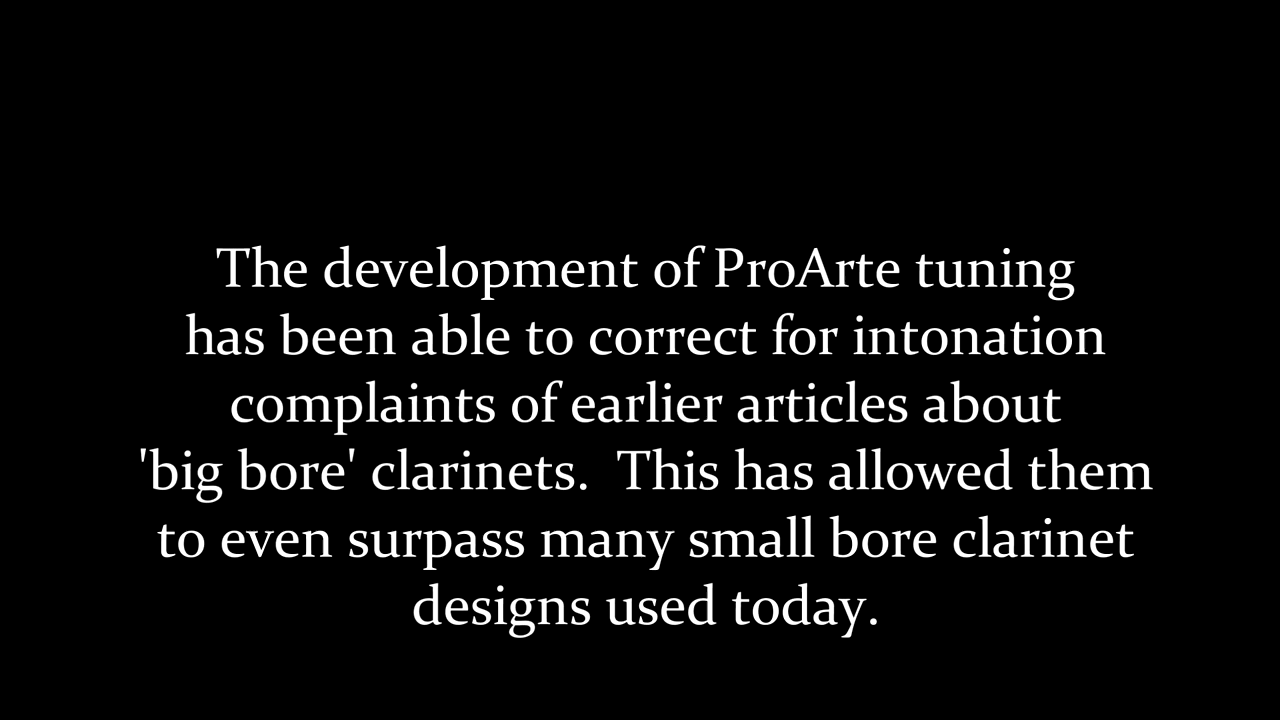 The development of ProArte tuning
has been able to correct for intonation
complaints of earlier articles about
'big bore' clarinets.  This has allowed them
to even surpass many small bore clarinet
designs used today.